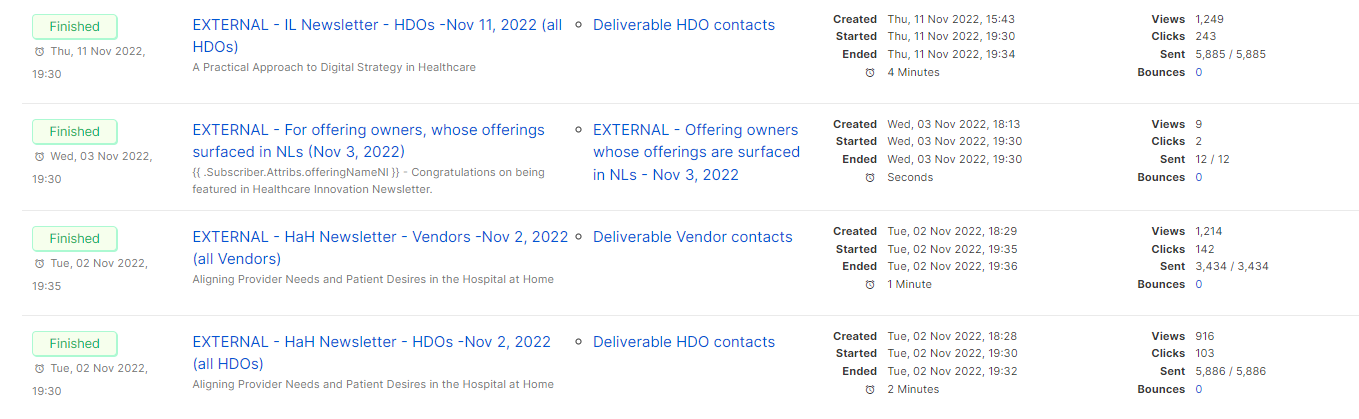 Finished
Thu, 11 Nov 2022,
19:30
EXTERNAL - IL Newsletter - HDOs -Nov 11, 2022 (all
HDOs)
A Practical Approach to Digital Strategy in Healthcare
Deliverable HDO contacts
Created Thu, 11 Nov 2022, 15:43
Started Thu, 11 Nov 2022, 19:30
Ended Thu, 11 Nov 2022, 19:34
4 Minutes
Views 1,249
Clicks 243
Sent 5,885 / 5,885
Bounces 0
Finished
Wed, 03 Nov 2022,
19:30
EXTERNAL - For offering owners, whose offerings
surfaced in NLs (Nov 3, 2022)
{{ .Subscriber.Attribs.offeringNameNl }} - Congratulations on being
featured in Healthcare Innovation Newsletter.
EXTERNAL - Offering owners
whose offerings are surfaced
in NLs - Nov 3, 2022
Created Wed, 03 Nov 2022, 18:13
Started Wed, 03 Nov 2022, 19:30
Ended Wed, 03 Nov 2022, 19:30
Seconds
Views 9
Clicks 2
Sent 12 / 12
Bounces 0
Finished
Tue, 02 Nov 2022,
19:35
EXTERNAL - HaH Newsletter - Vendors -Nov 2, 2022
(all Vendors)
Aligning Provider Needs and Patient Desires in the Hospital at Home
Deliverable Vendor contacts
Created Tue, 02 Nov 2022, 18:29
Started Tue, 02 Nov 2022, 19:35
Ended Tue, 02 Nov 2022, 19:36
1 Minute
Views 1,214
Clicks 142
Sent 3,434 / 3,434
Bounces 0
Finished
Tue, 02 Nov 2022,
19:30
EXTERNAL - HaH Newsletter - HDOs -Nov 2, 2022
(all HDOs)
Aligning Provider Needs and Patient Desires in the Hospital at Home
Deliverable HDO contacts
Created Tue, 02 Nov 2022, 18:28
Started Tue, 02 Nov 2022, 19:30
Ended Tue, 02 Nov 2022, 19:32
2 Minutes
Views 916
Clicks 103
Sent 5,886 / 5,886
Bounces 0